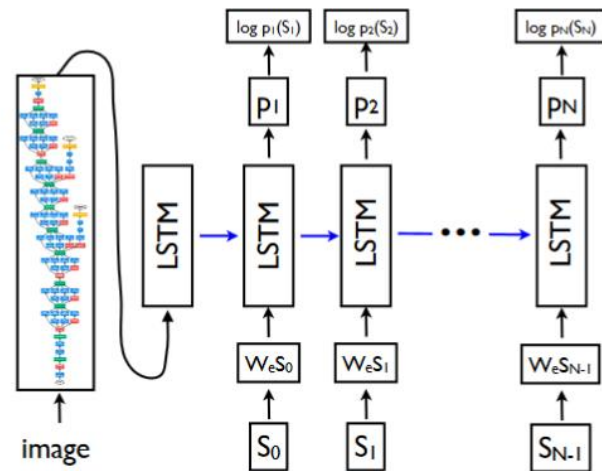 log p₁(S₁) log p₂(S₂) log pN(SN)
p₁ p₂ pN
LSTM LSTM LSTM ••• LSTM
WₑS₀ WₑS₁ WₑSN-1
image S₀ S₁ SN-1